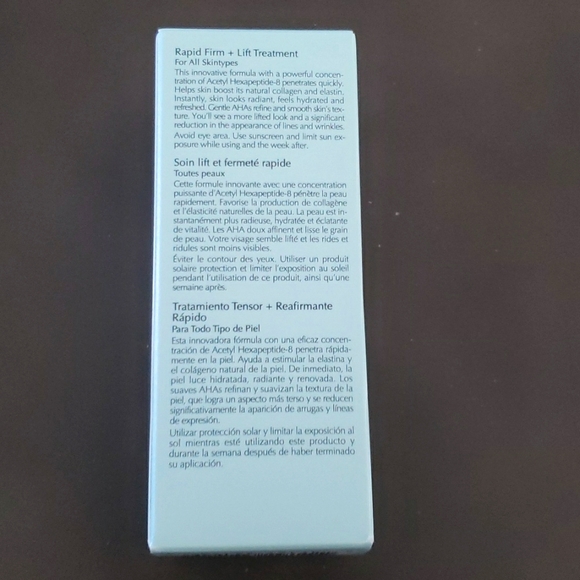 Rapid Firm + Lift Treatment
For All Skintypes
This innovative formula with a powerful concen-
tration of Acetyl Hexapeptide-8 penetrates quickly.
Helps skin boost its natural collagen and elastin.
Instantly, skin looks radiant, feels hydrated and
refreshed. Gentle AHAs refine and smooth skin's tex-
ture. You'll see a more lifted look and a significant
reduction in the appearance of lines and wrinkles.
Avoid eye area. Use sunscreen and limit sun ex-
posure while using and the week after.
Soin lift et fermeté rapide
Toutes peaux
Cette formule innovante avec une concentration
puissante d'Acetyl Hexapeptide-8 pénètre la peau
rapidement. Favorise la production de collagène
et l'élasticité naturelles de la peau. La peau est in-
stantanément plus radieuse, hydratée et éclatante
de vitalité. Les AHA doux affinent et lisse le grain
de peau. Votre visage semble lifté et les rides et
ridules sont moins visibles.
Éviter le contour des yeux. Utiliser un produit
solaire protection et limiter l'exposition au soleil
pendant l'utilisation de ce produit, ainsi qu'une
semaine après.
Tratamiento Tensor + Reafirmante
Rápido
Para Todo Tipo de Piel
Esta innovadora fórmula con una eficaz concen-
tración de Acetyl Hexapeptide-8 penetra rápida-
mente en la piel. Ayuda a estimular la elastina y
el colágeno natural de la piel. De inmediato, la
piel luce hidratada, radiante y renovada. Los
suaves AHAs refinan y suavizan la textura de la
piel, que logra un aspecto más terso y se reducen
significativamente la aparición de arrugas y líneas
de expresión.
Utilizar protección solar y limitar la exposición al
sol mientras esté utilizando este producto y
durante la semana después de haber terminado
su aplicación.